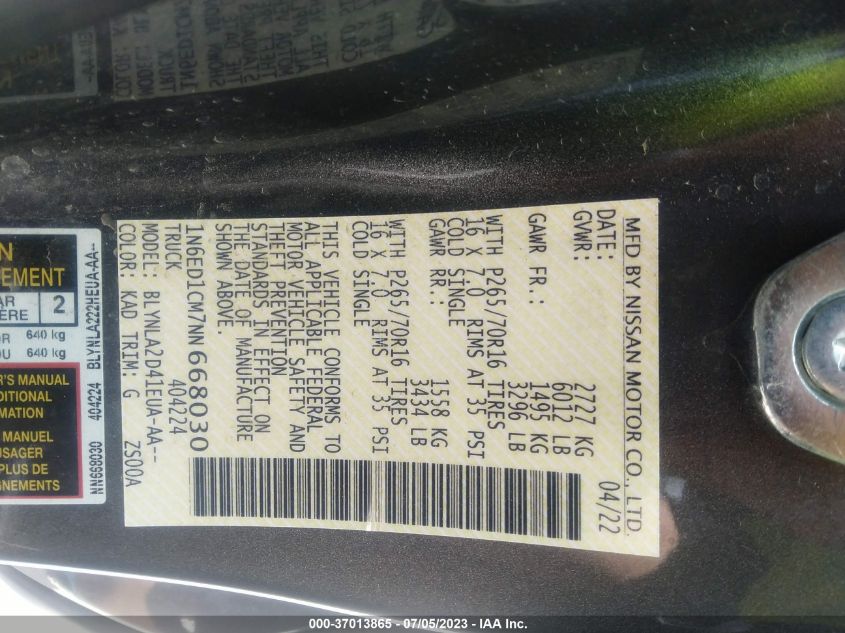 MFD BY NISSAN MOTOR CO., LTD.
DATE: 04/22
GVWR: 2727 KG
6012 LB
GAWR FR.: 1495 KG
3296 LB
WITH P265/70R16 TIRES
16 X 7.0 RIMS AT 35 PSI
COLD SINGLE
GAWR RR.: 1558 KG
3434 LB
WITH P265/70R16 TIRES
16 X 7.0 RIMS AT 35 PSI
COLD SINGLE
THIS VEHICLE CONFORMS TO
ALL APPLICABLE FEDERAL
MOTOR VEHICLE SAFETY AND
THEFT PREVENTION
STANDARDS IN EFFECT ON
THE DATE OF MANUFACTURE
SHOWN ABOVE.
1N6ED1CM7NN668030
TRUCK 404224
MODEL: BLYNLA2D41EUA-AA--
COLOR: KAD TRIM: G ZS00A
2
640 kg
640 kg
'S MANUAL
MANUEL
PLUS DE
NN668030 404224 BLYNLA222HEUA-AA--
000-37013865 - 07/05/2023 - IAA Inc.